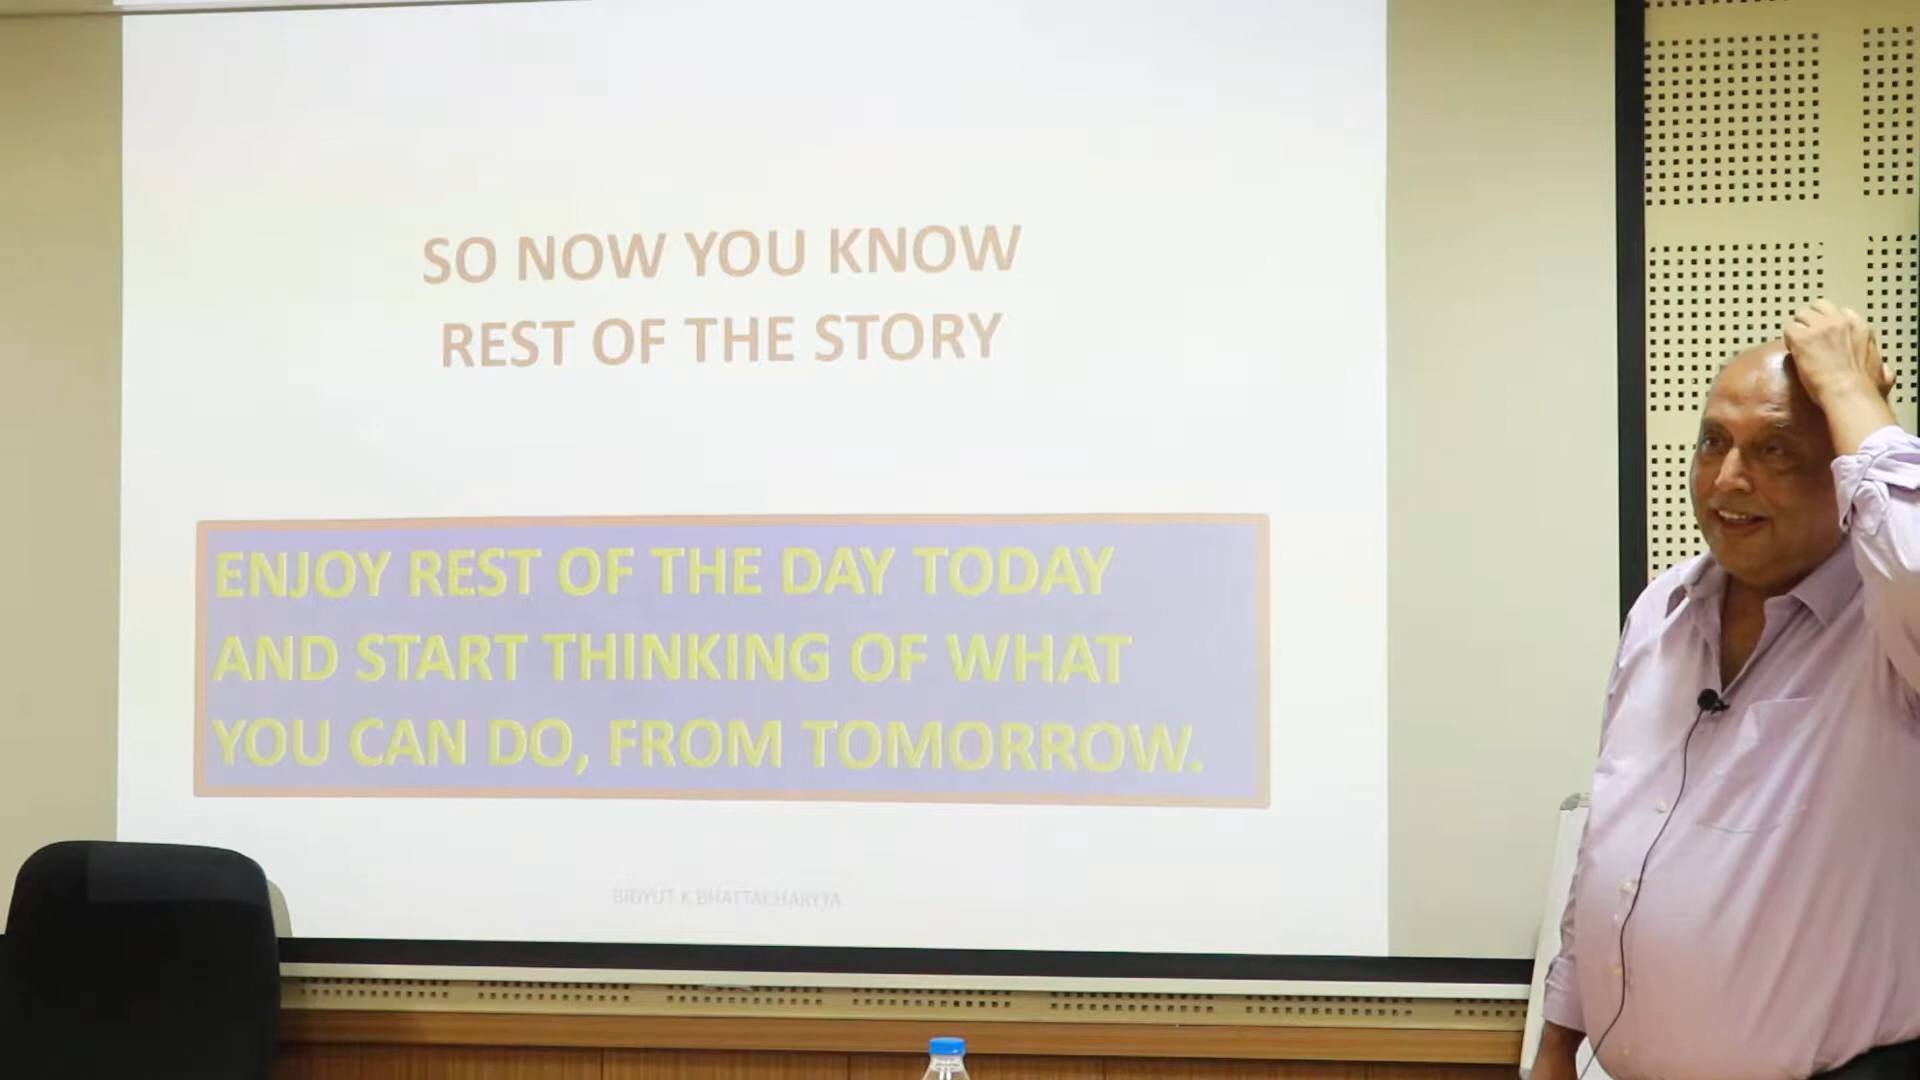 SO NOW YOU KNOW
REST OF THE STORY
ENJOY REST OF THE DAY TODAY
AND START THINKING OF WHAT
YOU CAN DO, FROM TOMORROW.
BIDYUT K BHATTACHARYYA